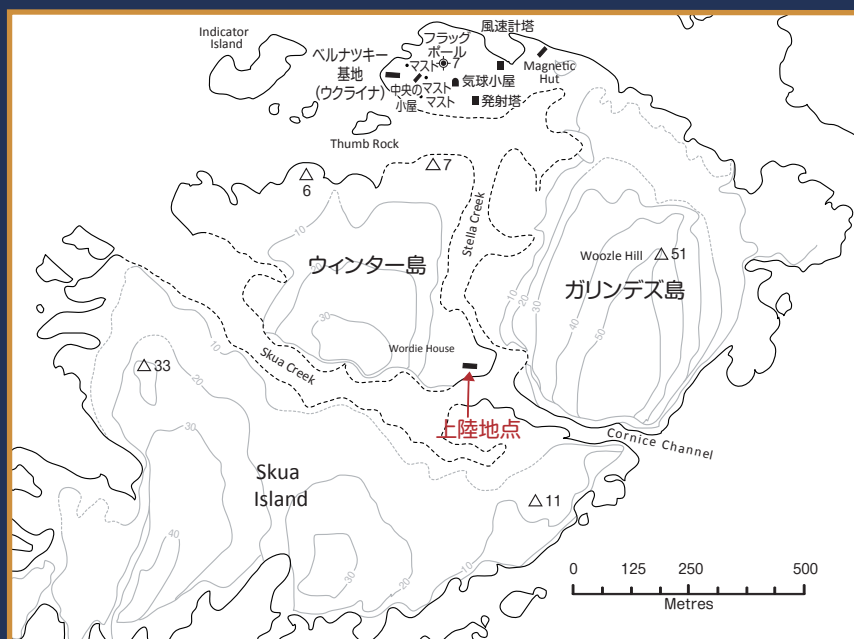 風速計塔
Indicator
Island
フラッグ
ポール
7
ベルナツキー
基地
(ウクライナ)
マスト
Magnetic
Hut
中央の
小屋
マスト
マスト
気球小屋
発射塔
Thumb Rock
6
7
Stella Creek
10
ウィンター島
30
Wordie House
Skua Creek
上陸地点
Woozle Hill
51
ガリンデズ島
10
20
30
40
50
Cornice Channel
33
10
20
30
40
Skua
Island
11
30
20
10
0 125 250 500
Metres